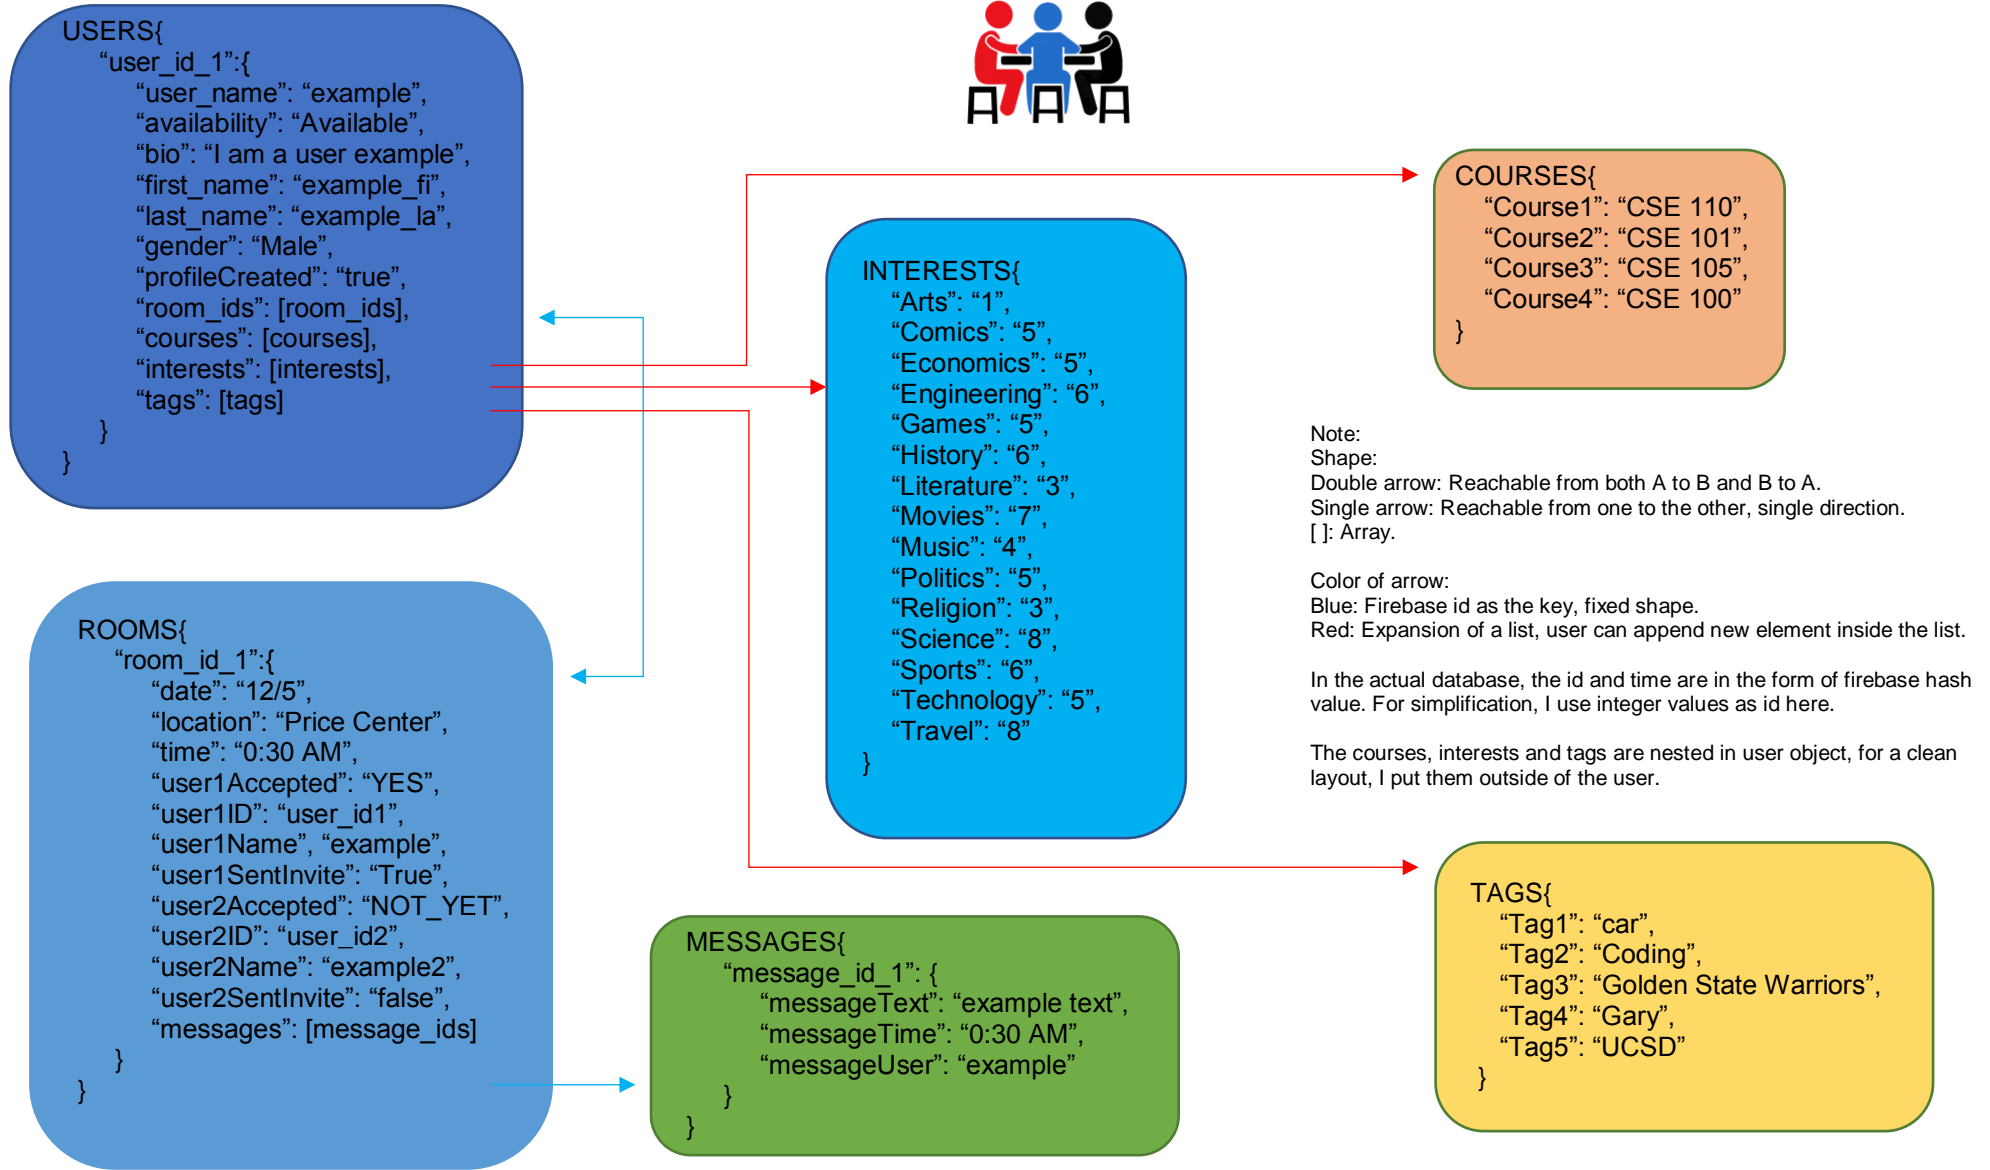 USERS{
“user_id_1”:{
“user_name”: “example”,
“availability”: “Available”,
“bio”: “I am a user example”,
“first_name”: “example_fi”,
“last_name”: “example_la”,
“gender”: “Male”,
“profileCreated”: “true”,
“room_ids”: [room_ids],
“courses”: [courses],
“interests”: [interests],
“tags”: [tags]
}
}
ROOMS{
“room_id_1”:{
“date”: “12/5”,
“location”: “Price Center”,
“time”: “0:30 AM”,
“user1Accepted”: “YES”,
“user1ID”: “user_id1”,
“user1Name”, “example”,
“user1SentInvite”: “True”,
“user2Accepted”: “NOT_YET”,
“user2ID”: “user_id2”,
“user2Name”: “example2”,
“user2SentInvite”: “false”,
“messages”: [message_ids]
}
}
INTERESTS{
“Arts”: “1”,
“Comics”: “5”,
“Economics”: “5”,
“Engineering”: “6”,
“Games”: “5”,
“History”: “6”,
“Literature”: “3”,
“Movies”: “7”,
“Music”: “4”,
“Politics”: “5”,
“Religion”: “3”,
“Science”: “8”,
“Sports”: “6”,
“Technology”: “5”,
“Travel”: “8”
}
MESSAGES{
“message_id_1”: {
“messageText”: “example text”,
“messageTime”: “0:30 AM”,
“messageUser”: “example”
}
}
COURSES{
“Course1”: “CSE 110”,
“Course2”: “CSE 101”,
“Course3”: “CSE 105”,
“Course4”: “CSE 100”
}
Note:
Shape:
Double arrow: Reachable from both A to B and B to A.
Single arrow: Reachable from one to the other, single direction.
[ ]: Array.
Color of arrow:
Blue: Firebase id as the key, fixed shape.
Red: Expansion of a list, user can append new element inside the list.
In the actual database, the id and time are in the form of firebase hash
value. For simplification, I use integer values as id here.
The courses, interests and tags are nested in user object, for a clean
layout, I put them outside of the user.
TAGS{
“Tag1”: “car”,
“Tag2”: “Coding”,
“Tag3”: “Golden State Warriors”,
“Tag4”: “Gary”,
“Tag5”: “UCSD”
}